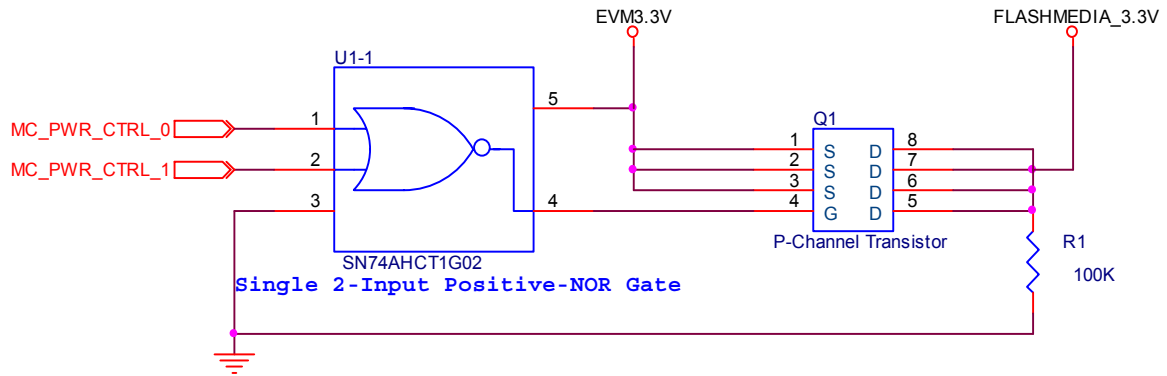 EVM3.3V
FLASHMEDIA_3.3V
U1-1
MC_PWR_CTRL_0
MC_PWR_CTRL_1
1
2
3
5
4
SN74AHCT1G02
Single 2-Input Positive-NOR Gate
Q1
1 S D 8
2 S D 7
3 S D 6
4 G D 5
P-Channel Transistor
R1
100K